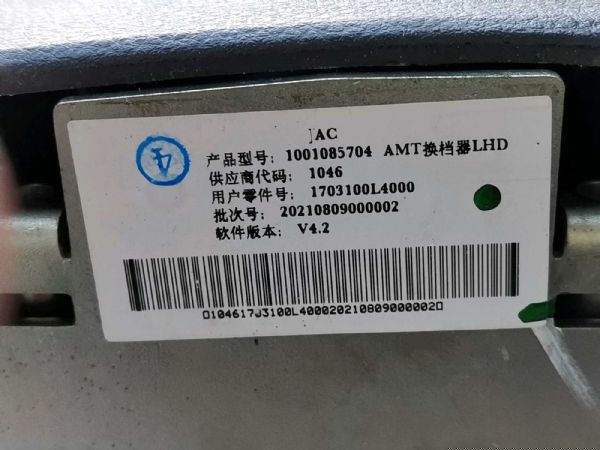 JAC
产品型号: 1001085704 AMT换档器LHD
供应商代码: 1046
用户零件号: 1703100L4000
批次号: 20210809000002
软件版本: V4.2